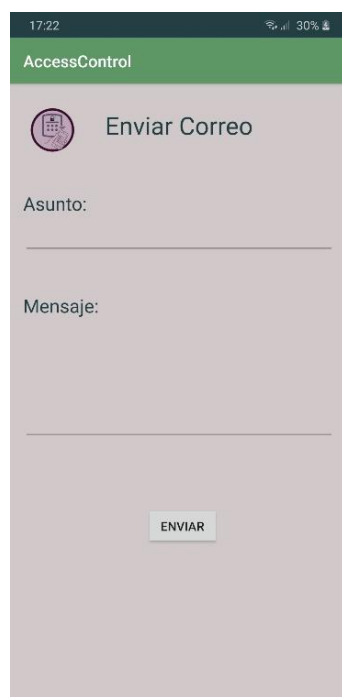 17:22 30%
AccessControl
Enviar Correo
Asunto:
Mensaje:
ENVIAR